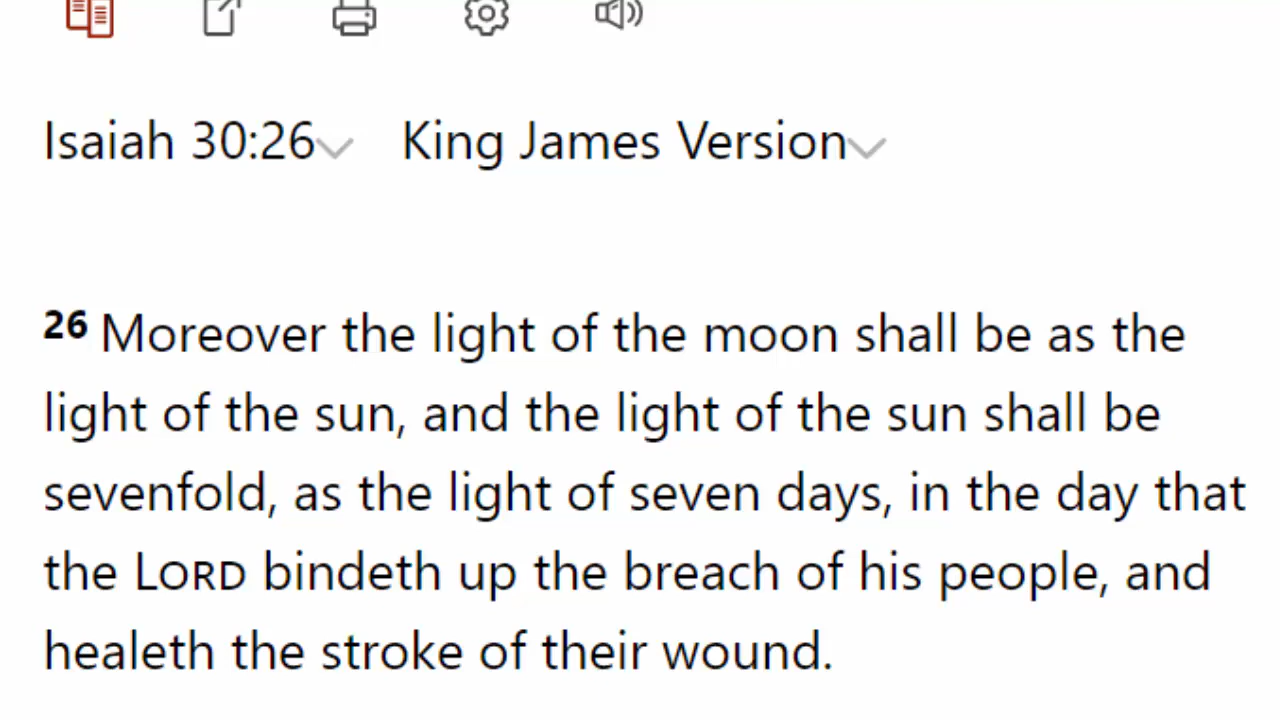 Isaiah 30:26 King James Version
26 Moreover the light of the moon shall be as the
light of the sun, and the light of the sun shall be
sevenfold, as the light of seven days, in the day that
the LORD bindeth up the breach of his people, and
healeth the stroke of their wound.